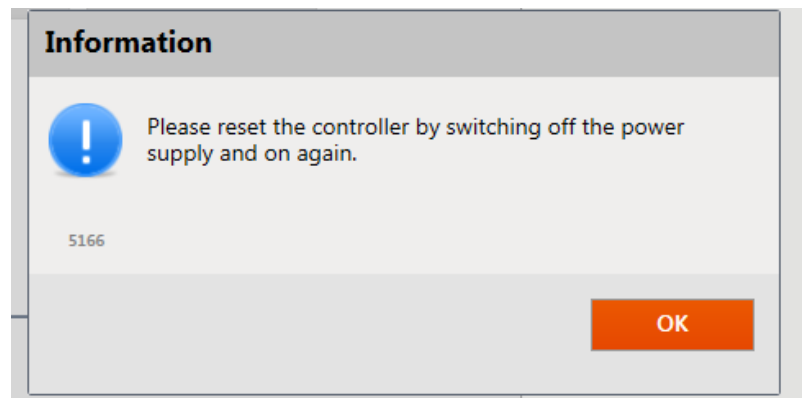 Information
Please reset the controller by switching off the power
supply and on again.
5166
OK